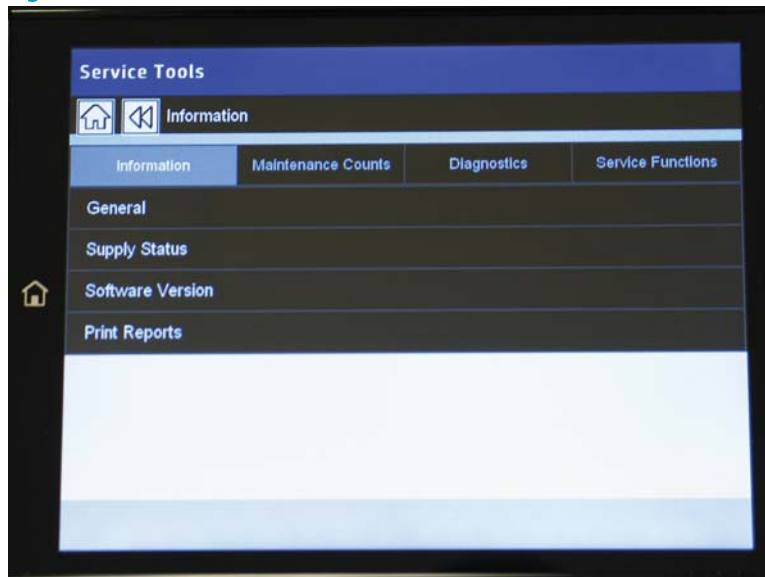 Service Tools
Information
Information Maintenance Counts Diagnostics Service Functions
General
Supply Status
Software Version
Print Reports